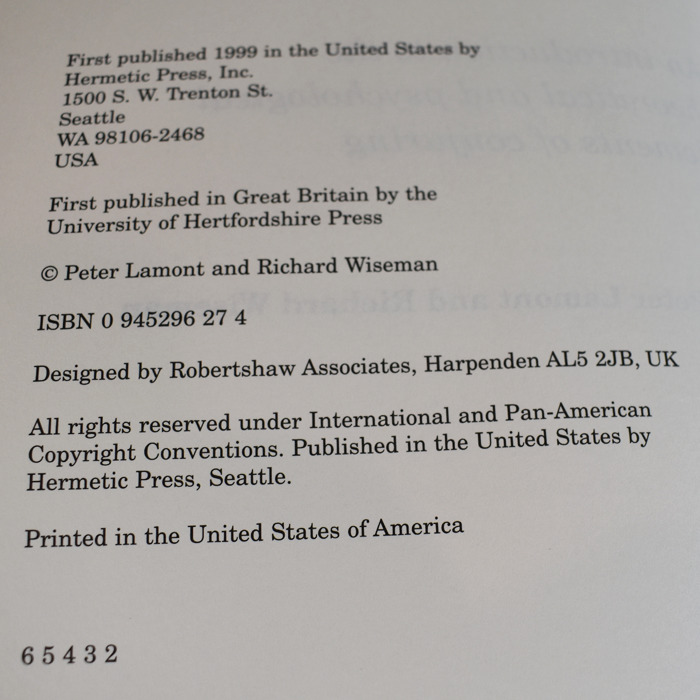 First published 1999 in the United States by
Hermetic Press, Inc.
1500 S. W. Trenton St.
Seattle
WA 98106-2468
USA
First published in Great Britain by the
University of Hertfordshire Press
© Peter Lamont and Richard Wiseman
ISBN 0 945296 27 4
Designed by Robertshaw Associates, Harpenden AL5 2JB, UK
All rights reserved under International and Pan-American
Copyright Conventions. Published in the United States by
Hermetic Press, Seattle.
Printed in the United States of America
6 5 4 3 2